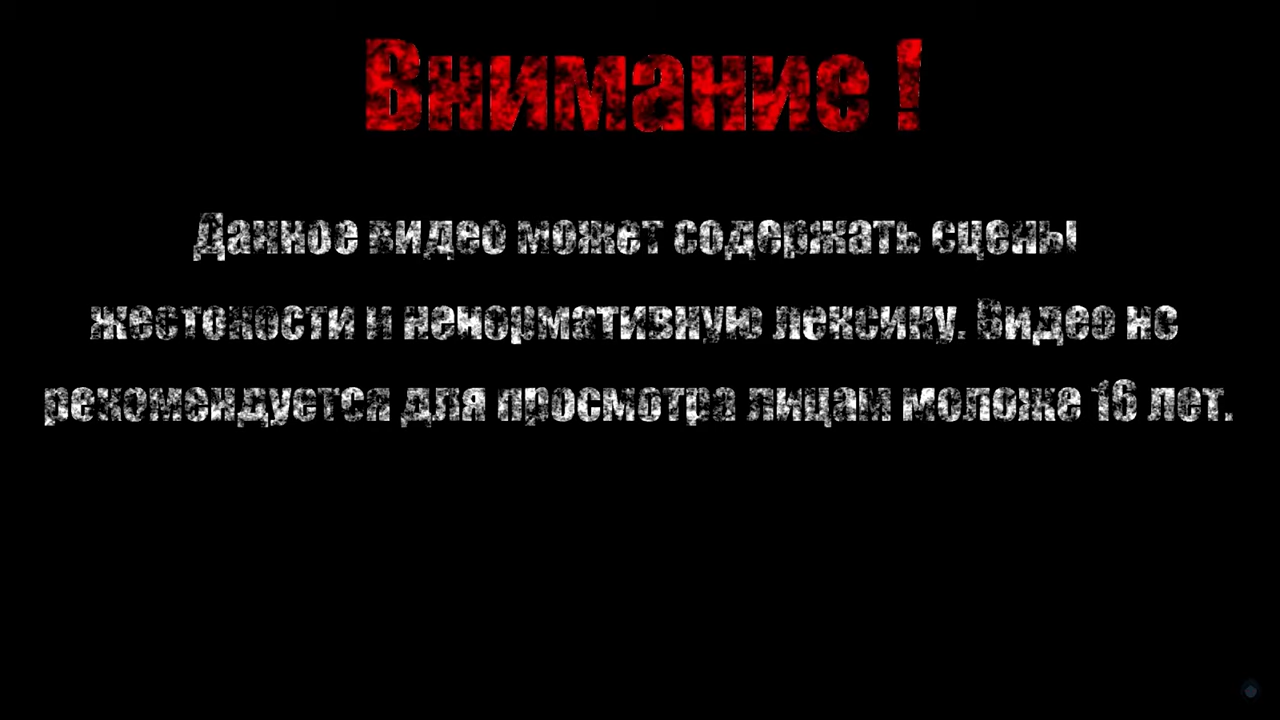 Внимание !
Данное видео может содержать сцены
жестокости и ненормативную лексику. Видео не
рекомендуется для просмотра лицам моложе 16 лет.